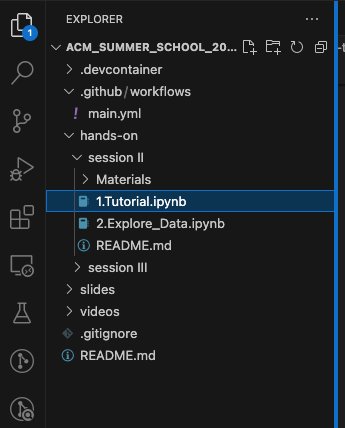 EXPLORER
1
ACM_SUMMER_SCHOOL_20...
.devcontainer
.github/workflows
! main.yml
hands-on
session II
Materials
1.Tutorial.ipynb
2.Explore_Data.ipynb
README.md
session III
slides
videos
.gitignore
README.md